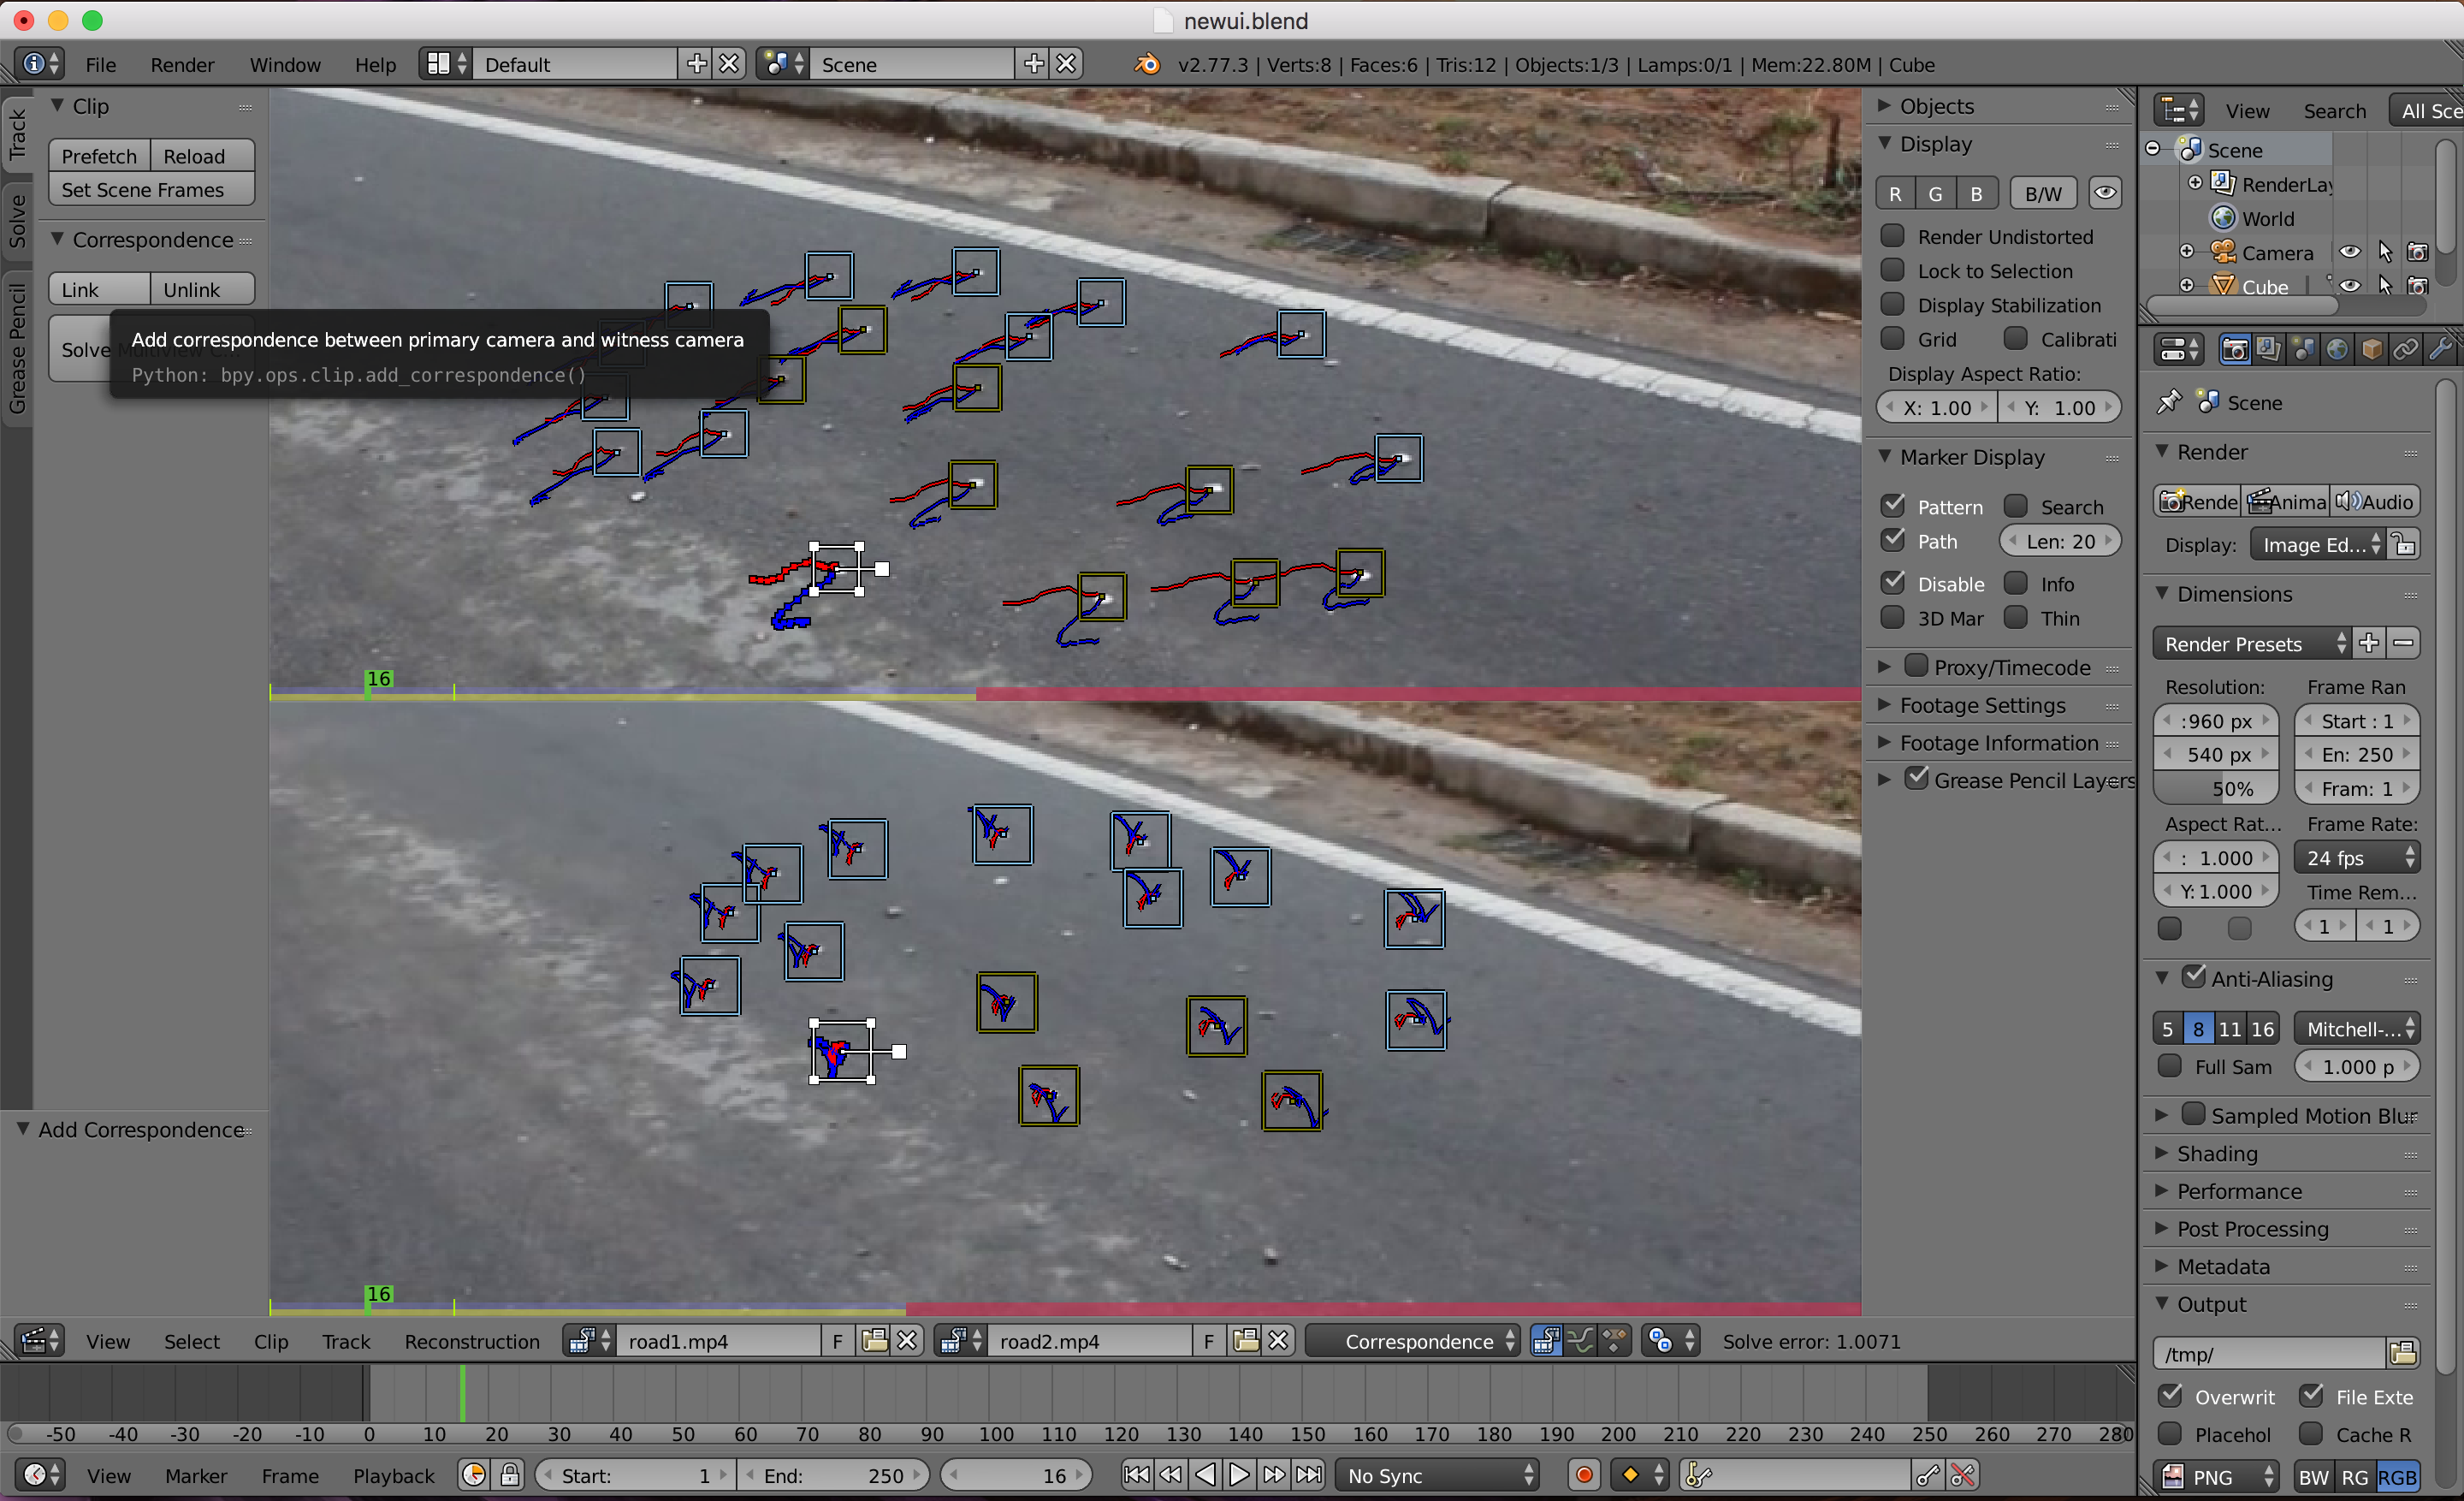 newui.blend
File Render Window Help Default Scene v2.77.3 | Verts:8 | Faces:6 | Tris:12 | Objects:1/3 | Lamps:0/1 | Mem:22.80M | Cube
Track
Solve
Grease Pencil
Clip
Prefetch Reload
Set Scene Frames
Correspondence
Link Unlink
Solve
Add correspondence between primary camera and witness camera
Python: bpy.ops.clip.add_correspondence()
Add Correspondence
16
16
Objects
Display
R G B B/W
Render Undistorted
Lock to Selection
Display Stabilization
Grid Calibrati
Display Aspect Ratio:
X: 1.00 Y: 1.00
Marker Display
Pattern Search
Path Len: 20
Disable Info
3D Mar Thin
Proxy/Timecode
Footage Settings
Footage Information
Grease Pencil Layers
View Search All Sce
Scene
RenderLay
World
Camera
Cube
Scene
Render
Rende Anima Audio
Display: Image Ed...
Dimensions
Render Presets
Resolution: Frame Ran
:960 px Start : 1
540 px En: 250
50% Fram: 1
Aspect Rat... Frame Rate:
: 1.000 24 fps
Y: 1.000 Time Rem...
1 1
Anti-Aliasing
5 8 11 16 Mitchell-...
Full Sam 1.000 p
Sampled Motion Blur
Shading
Performance
Post Processing
Metadata
Output
/tmp/
Overwrit File Exte
Placehol Cache R
PNG BW RG RGB
View Select Clip Track Reconstruction road1.mp4 F road2.mp4 F Correspondence Solve error: 1.0071
-50 -40 -30 -20 -10 0 10 20 30 40 50 60 70 80 90 100 110 120 130 140 150 160 170 180 190 200 210 220 230 240 250 260 270 280
View Marker Frame Playback Start: 1 End: 250 16 No Sync